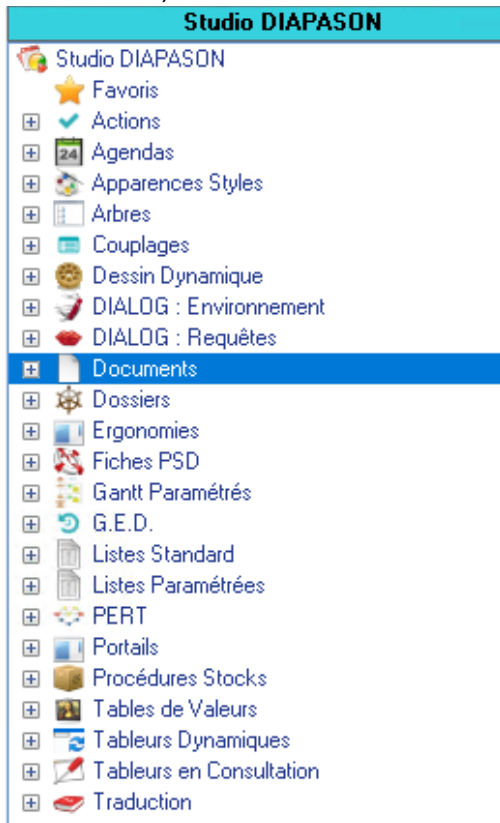 Studio DIAPASON
Studio DIAPASON
Favoris
Actions
24 Agendas
Apparences Styles
Arbres
Couplages
Dessin Dynamique
DIALOG : Environnement
DIALOG : Requêtes
Documents
Dossiers
Ergonomies
Fiches PSD
Gantt Paramétrés
G.E.D.
Listes Standard
Listes Paramétrées
PERT
Portails
Procédures Stocks
Tables de Valeurs
Tableurs Dynamiques
Tableurs en Consultation
Traduction